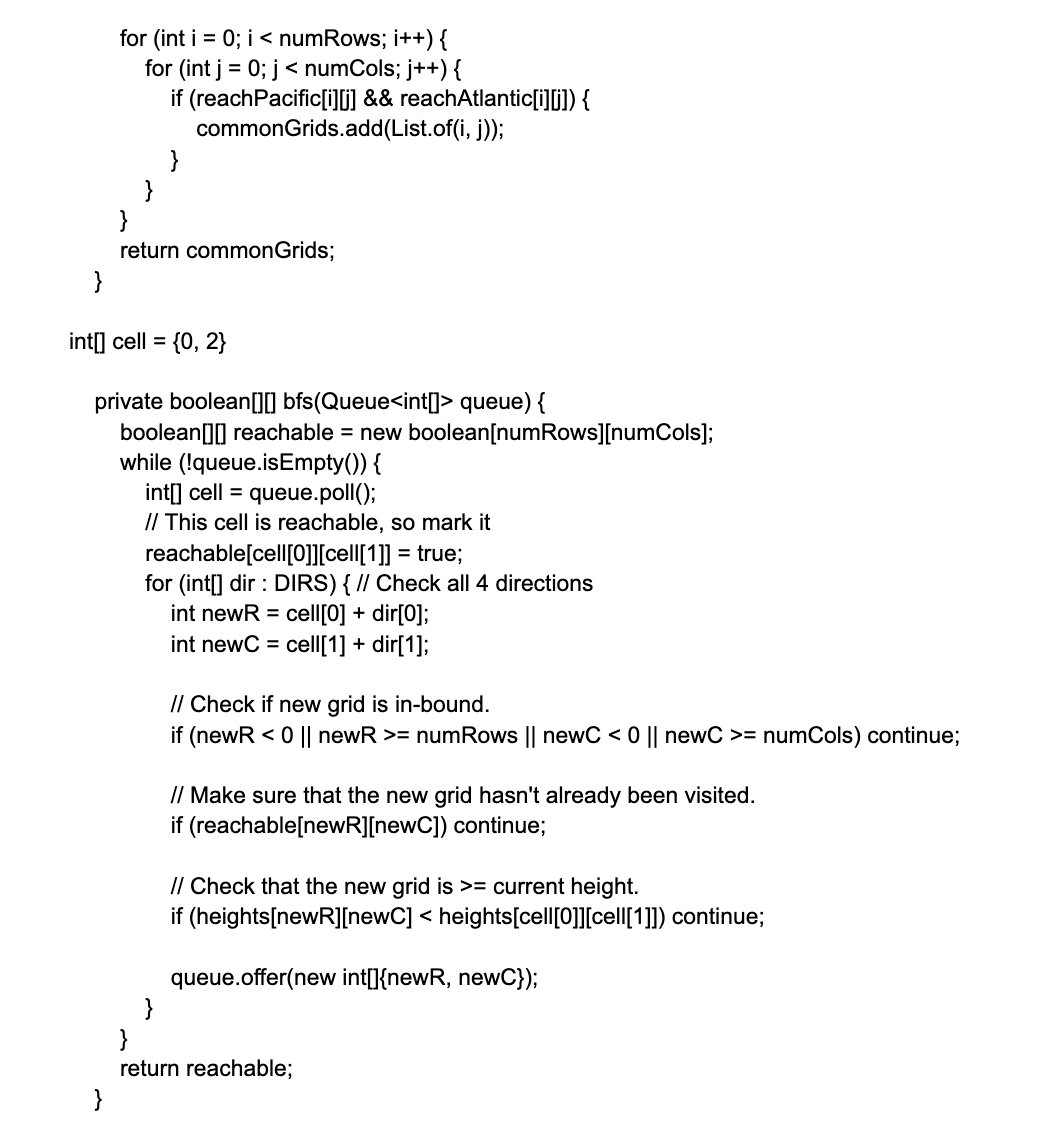 for (int i = 0; i < numRows; i++) {
for (int j = 0; j < numCols; j++) {
if (reachPacific[i][j] && reachAtlantic[i][j]) {
commonGrids.add(List.of(i, j));
}
}
}
return commonGrids;
}
int[] cell = {0, 2}
private boolean[][] bfs(Queue<int[]> queue) {
boolean[][] reachable = new boolean[numRows][numCols];
while (!queue.isEmpty()) {
int[] cell = queue.poll();
// This cell is reachable, so mark it
reachable[cell[0]][cell[1]] = true;
for (int[] dir : DIRS) { // Check all 4 directions
int newR = cell[0] + dir[0];
int newC = cell[1] + dir[1];
// Check if new grid is in-bound.
if (newR < 0 || newR >= numRows || newC < 0 || newC >= numCols) continue;
// Make sure that the new grid hasn't already been visited.
if (reachable[newR][newC]) continue;
// Check that the new grid is >= current height.
if (heights[newR][newC] < heights[cell[0]][cell[1]]) continue;
queue.offer(new int[]{newR, newC});
}
}
return reachable;
}